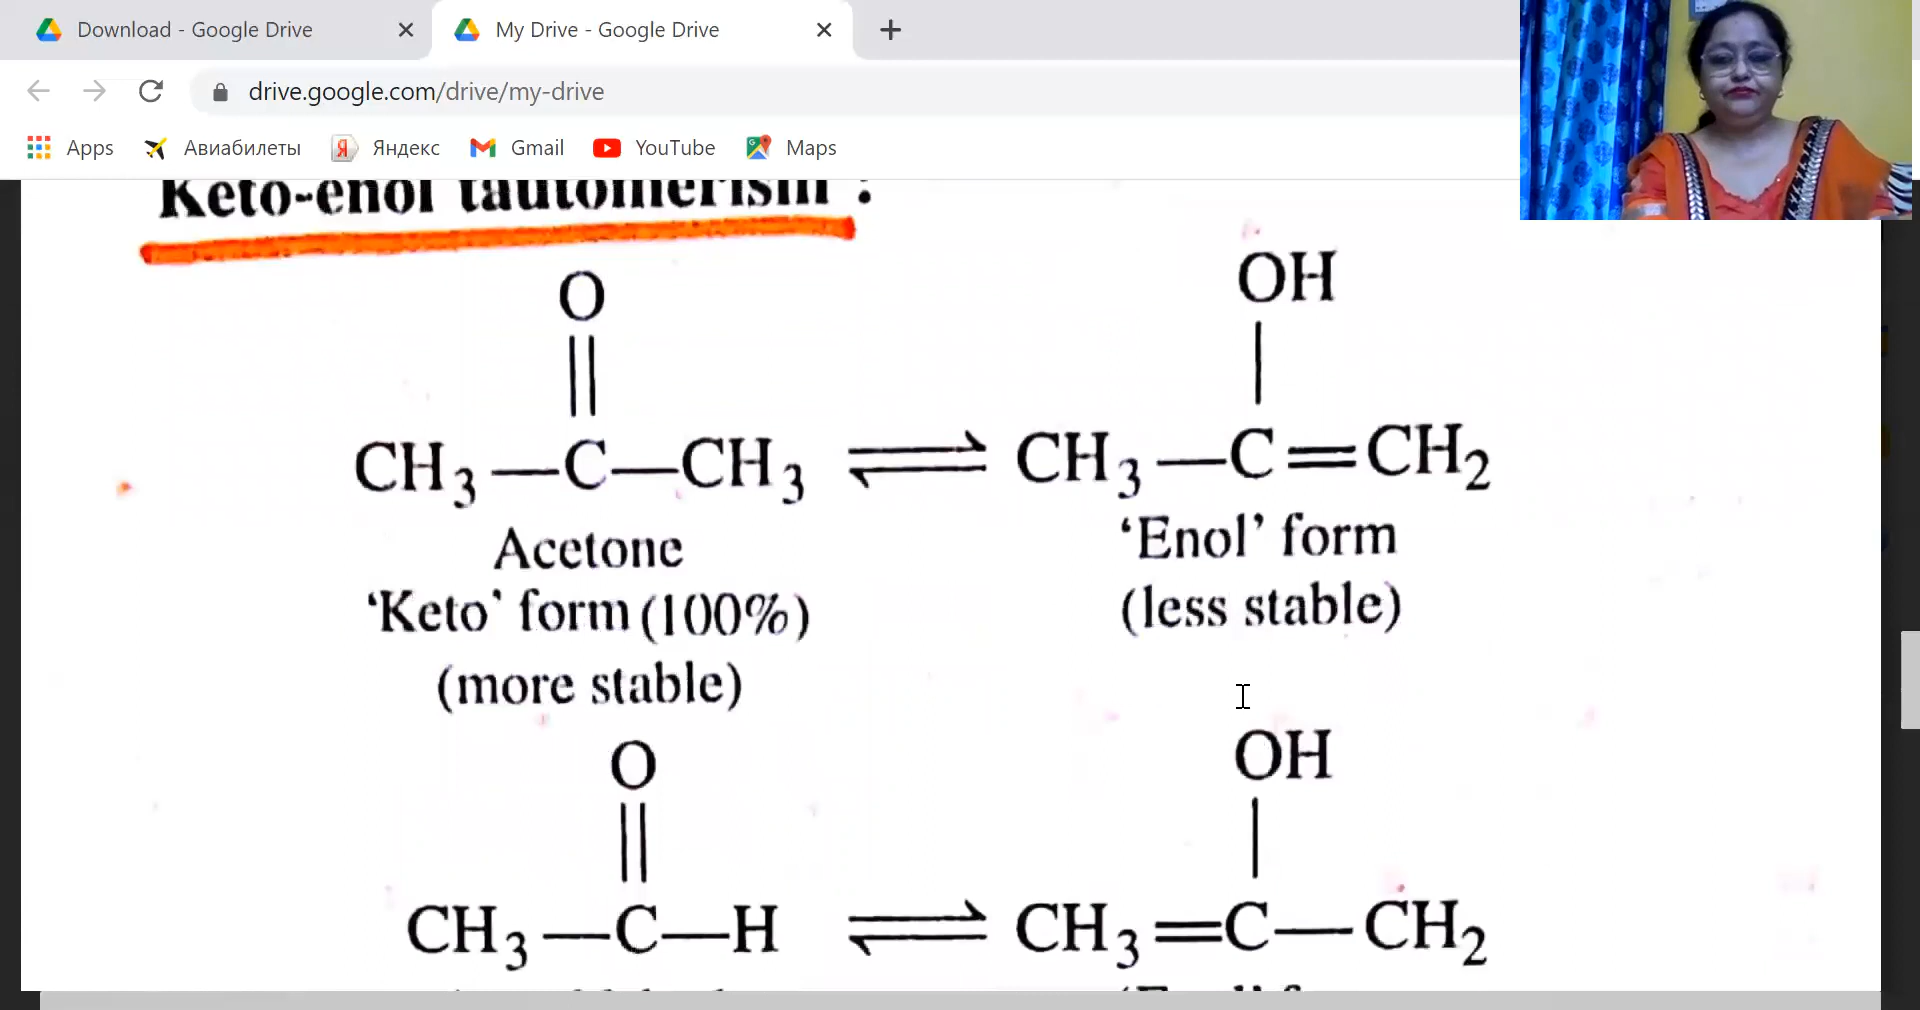 Download - Google Drive
My Drive - Google Drive
drive.google.com/drive/my-drive
Apps Авиабилеты Яндекс Gmail YouTube Maps
Keto-enol tautomerism :
O
OH
CH3—C—CH3 ⇌ CH3—C=CH2
Acetone
'Enol' form
'Keto' form (100%)
(less stable)
(more stable)
O
OH
CH3—C—H ⇌ CH3=C—CH2